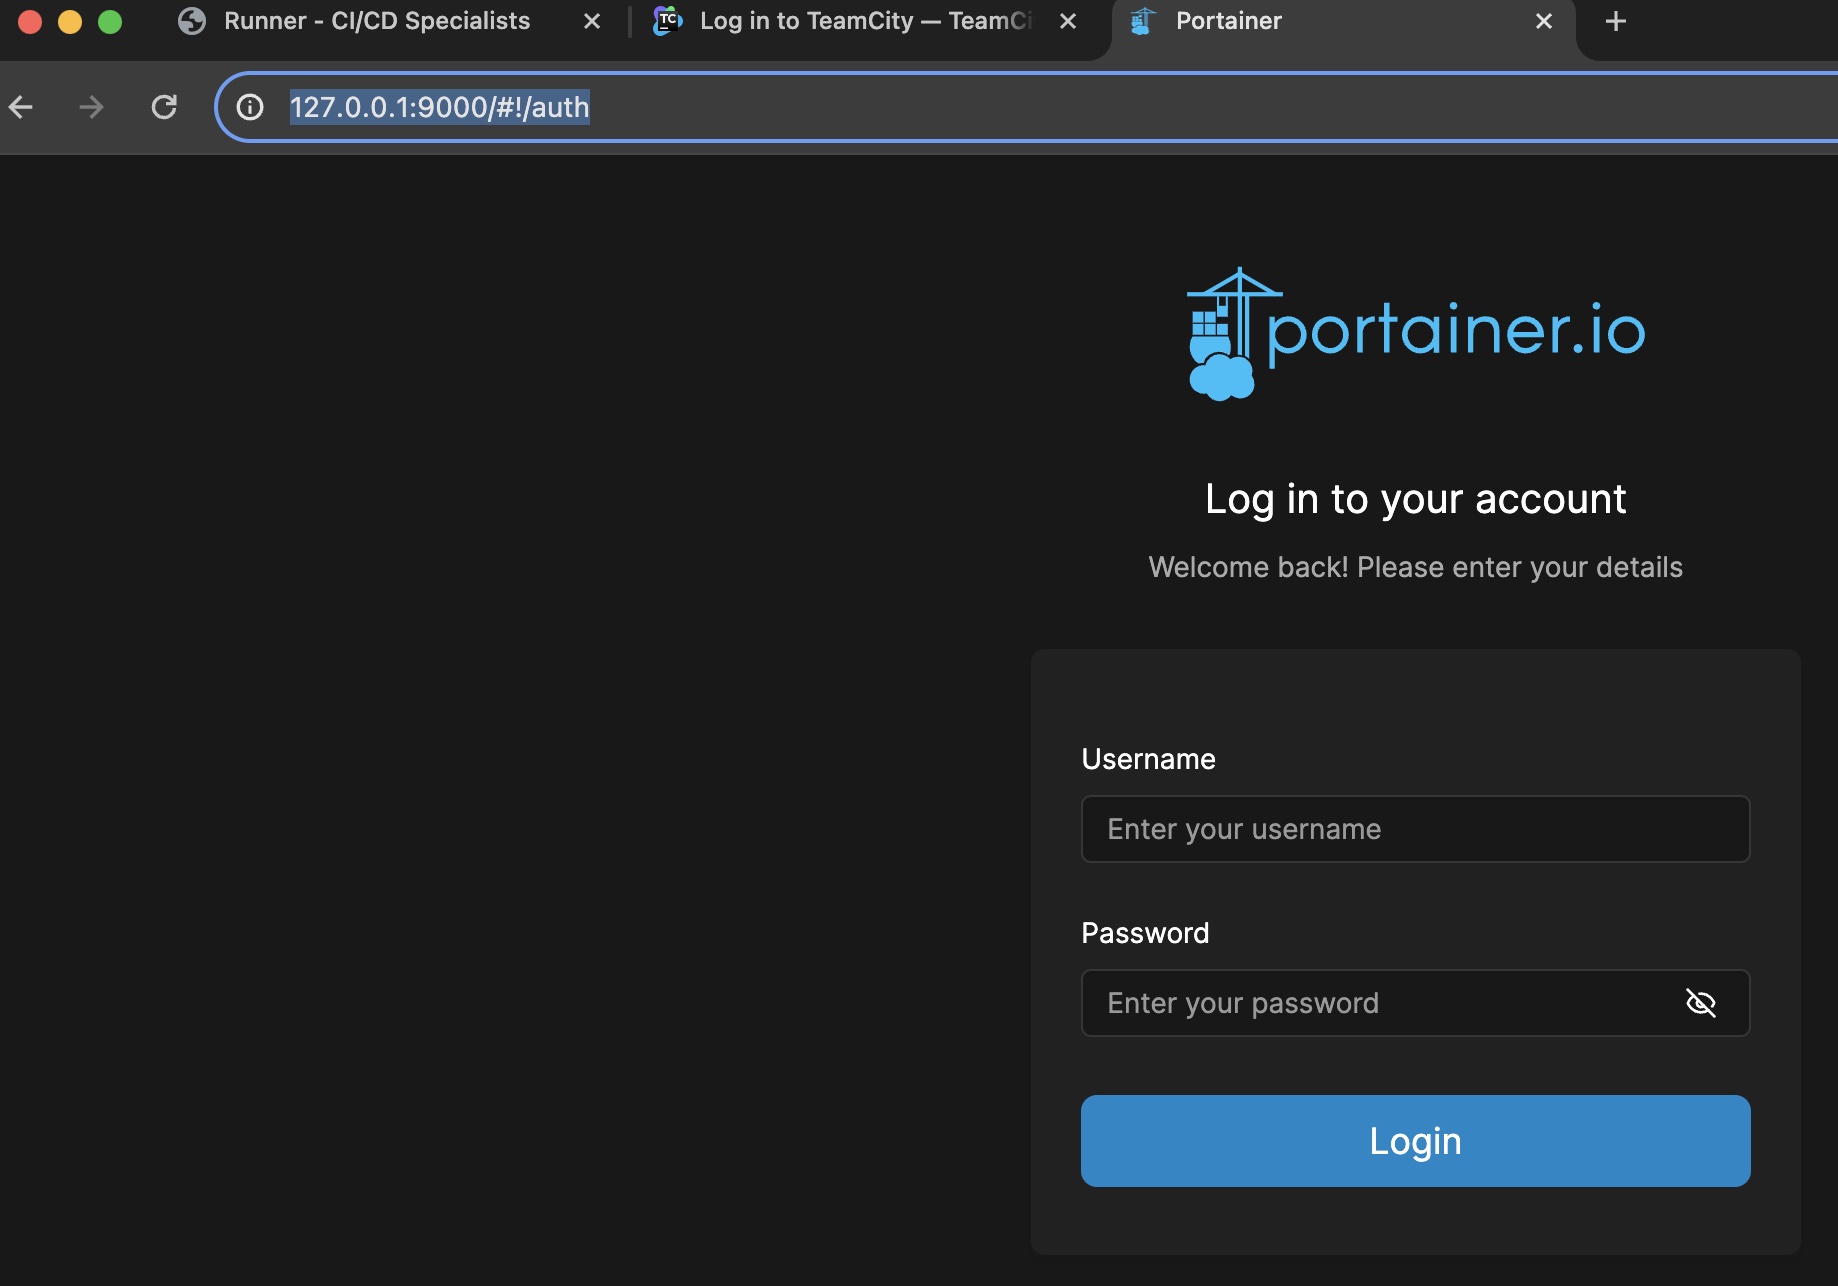 Runner - CI/CD Specialists
TC
Log in to TeamCity — TeamCi
Portainer
127.0.0.1:9000/#!/auth
portainer.io
Log in to your account
Welcome back! Please enter your details
Username
Enter your username
Password
Enter your password
Login